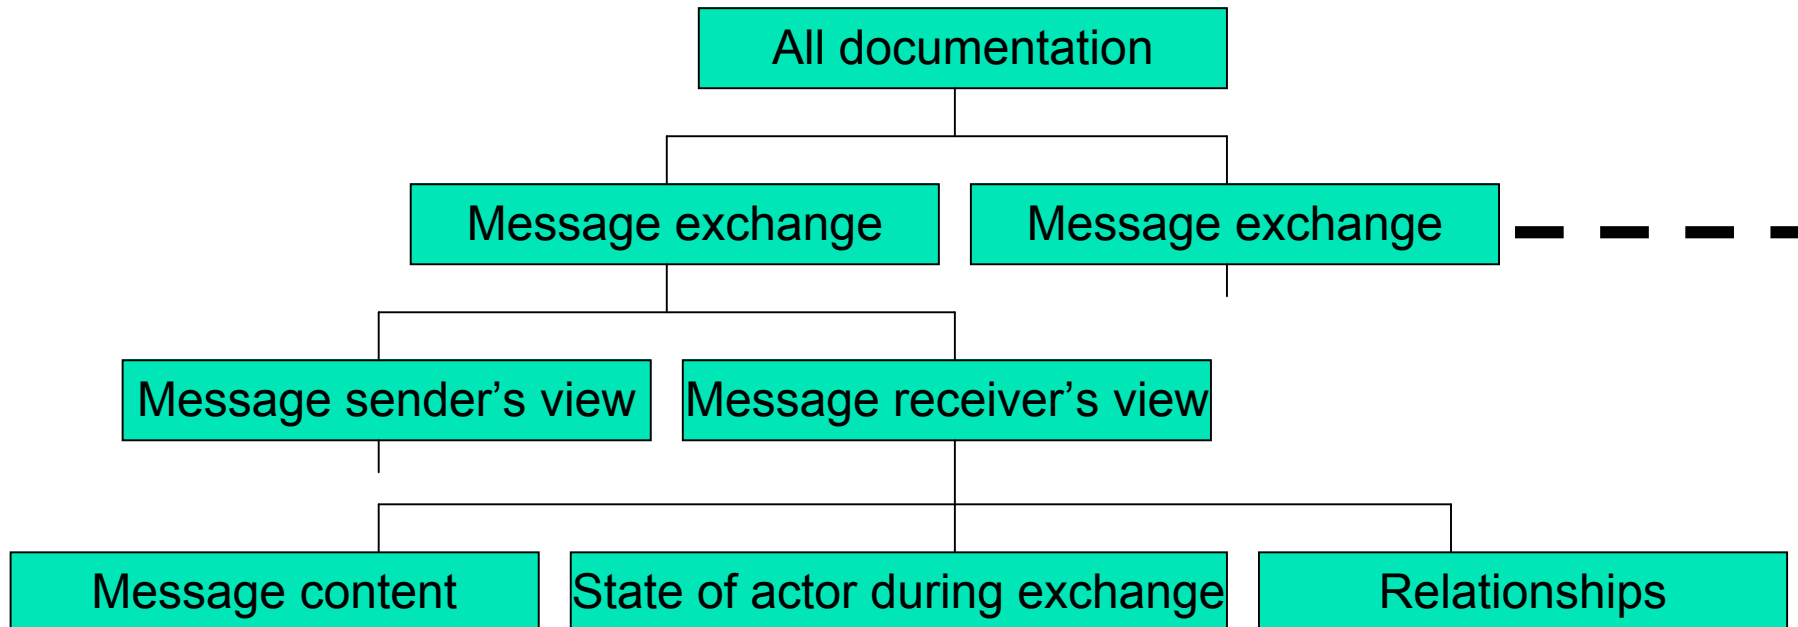 All documentation
Message exchange
Message exchange
Message sender’s view
Message receiver’s view
Message content
State of actor during exchange
Relationships